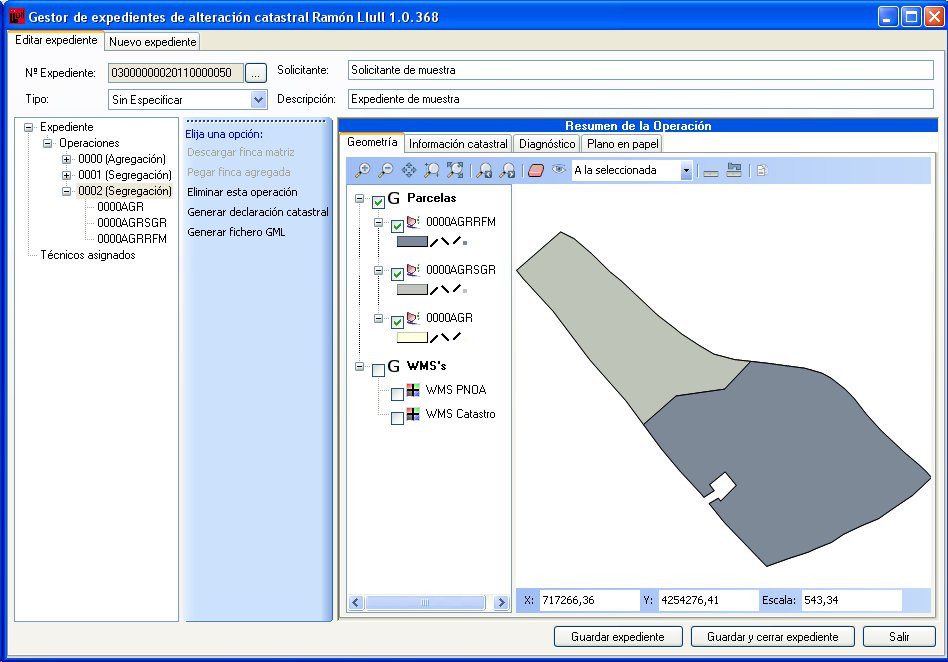 Gestor de expedientes de alteración catastral Ramón Llull 1.0.368
Editar expediente Nuevo expediente
Nº Expediente: 03000000020110000050 ... Solicitante: Solicitante de muestra
Tipo: Sin Especificar Descripción: Expediente de muestra
Expediente
Operaciones
0000 (Agregación)
0001 (Segregación)
0002 (Segregación)
0000AGR
0000AGRSGR
0000AGRRFM
Técnicos asignados
Elija una opción:
Descargar finca matriz
Pegar finca agregada
Eliminar esta operación
Generar declaración catastral
Generar fichero GML
Resumen de la Operación
Geometría Información catastral Diagnóstico Plano en papel
A la seleccionada
G Parcelas
0000AGRRFM
0000AGRSGR
0000AGR
G WMS's
WMS PNOA
WMS Catastro
X: 717266,36 Y: 4254276,41 Escala: 543,34
Guardar expediente Guardar y cerrar expediente Salir